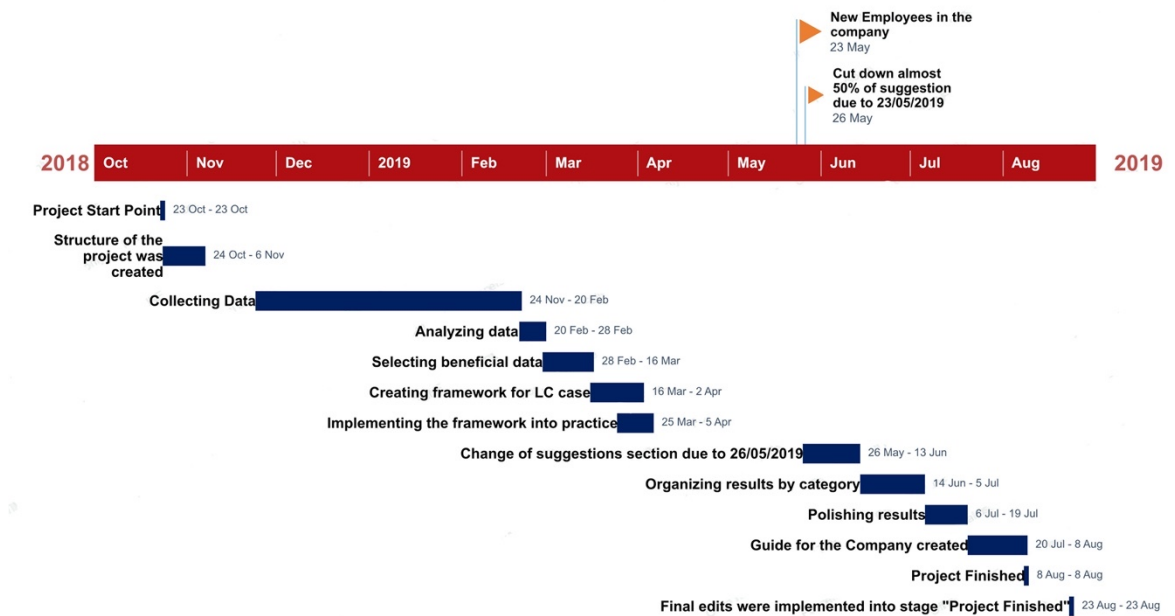 New Employees in the
company
23 May
Cut down almost
50% of suggestion
due to 23/05/2019
26 May
2018 Oct Nov Dec 2019 Feb Mar Apr May Jun Jul Aug 2019
Project Start Point 23 Oct - 23 Oct
Structure of the
project was
created
24 Oct - 6 Nov
Collecting Data 24 Nov - 20 Feb
Analyzing data 20 Feb - 28 Feb
Selecting beneficial data 28 Feb - 16 Mar
Creating framework for LC case 16 Mar - 2 Apr
Implementing the framework into practice 25 Mar - 5 Apr
Change of suggestions section due to 26/05/2019 26 May - 13 Jun
Organizing results by category 14 Jun - 5 Jul
Polishing results 6 Jul - 19 Jul
Guide for the Company created 20 Jul - 8 Aug
Project Finished 8 Aug - 8 Aug
Final edits were implemented into stage "Project Finished" 23 Aug - 23 Aug